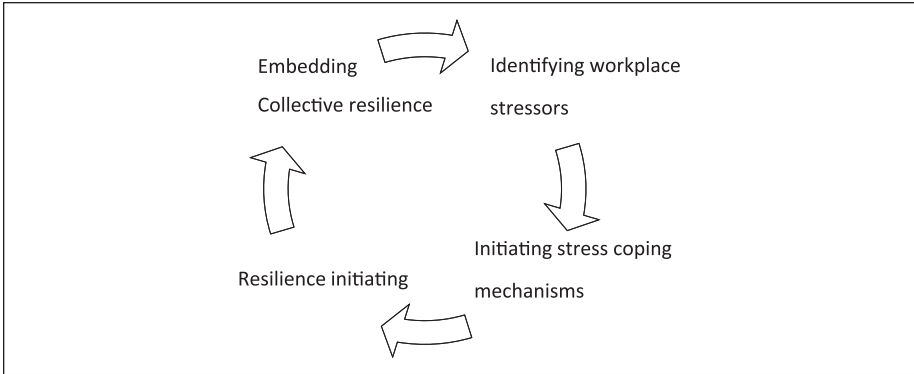 Embedding
Collective resilience
Identifying workplace
stressors
Initiating stress coping
mechanisms
Resilience initiating